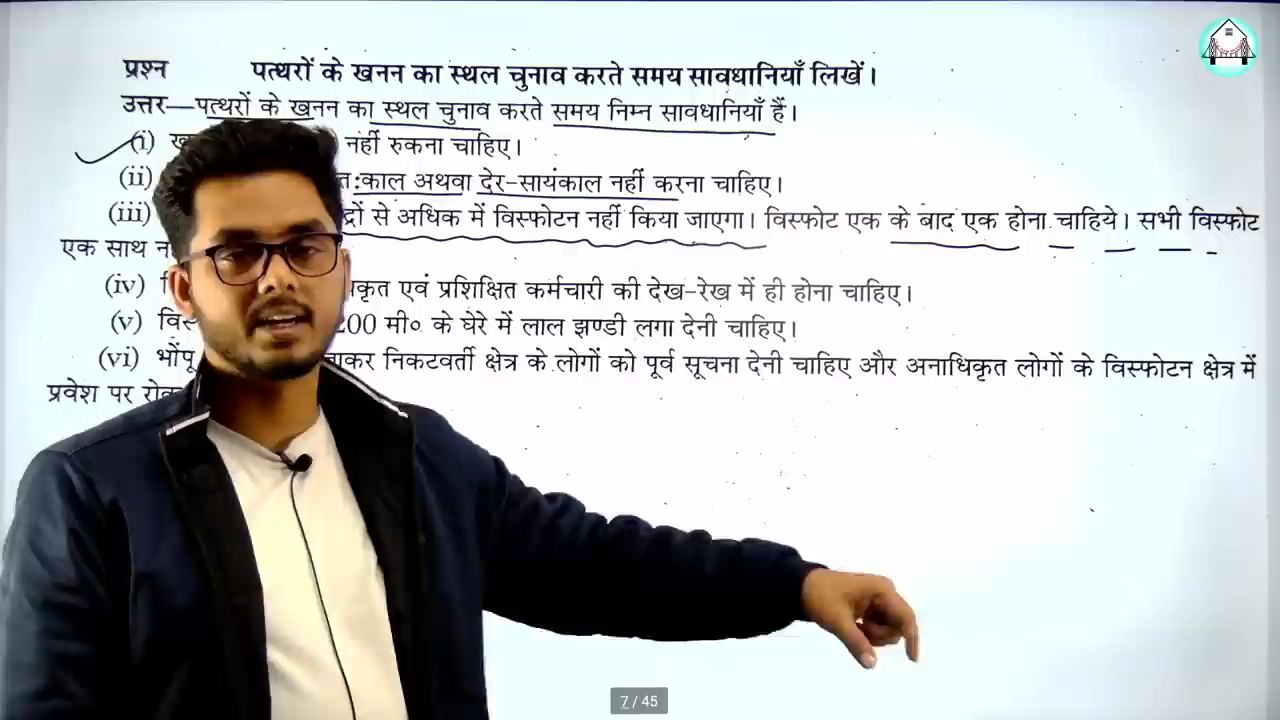 प्रश्न पत्थरों के खनन का स्थल चुनाव करते समय सावधानियाँ लिखें।
उत्तर—पत्थरों के खनन का स्थल चुनाव करते समय निम्न सावधानियाँ हैं।
(i) नहीं रुकना चाहिए।
(ii) काल अथवा देर-सायंकाल नहीं करना चाहिए।
(iii) से अधिक में विस्फोटन नहीं किया जाएगा। विस्फोट एक के बाद एक होना चाहिये। सभी विस्फोट
एक साथ
(iv) एवं प्रशिक्षित कर्मचारी की देख-रेख में ही होना चाहिए।
(v) 200 मी० के घेरे में लाल झण्डी लगा देनी चाहिए।
(vi) भोंपू निकटवर्ती क्षेत्र के लोगों को पूर्व सूचना देनी चाहिए और अनाधिकृत लोगों के विस्फोटन क्षेत्र में
प्रवेश पर
7 / 45